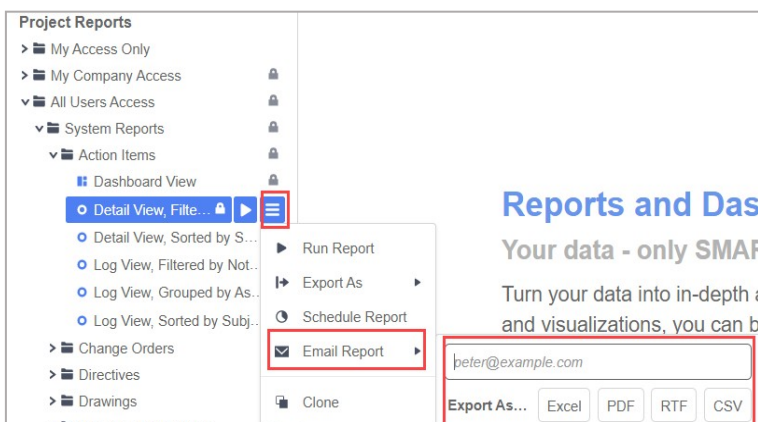 Project Reports
My Access Only
My Company Access
All Users Access
System Reports
Action Items
Dashboard View
Detail View, Filte...
Detail View, Sorted by S...
Log View, Filtered by Not...
Log View, Grouped by As...
Log View, Sorted by Subj...
Change Orders
Directives
Drawings
Run Report
Export As
Schedule Report
Email Report
Clone
peter@example.com
Export As... Excel PDF RTF CSV
Reports and Das
Your data - only SMAR
Turn your data into in-depth a
and visualizations, you can b